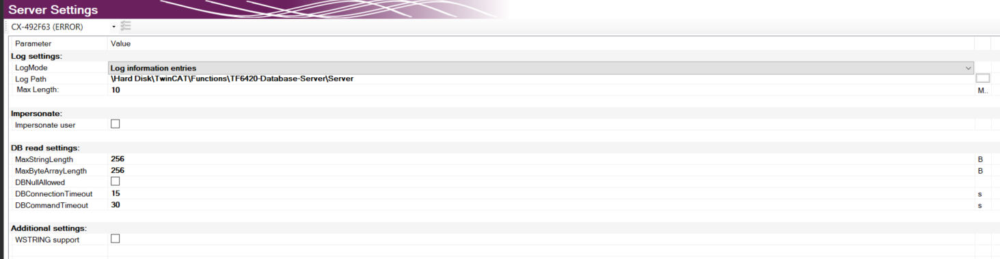 Server Settings
CX-492F63 (ERROR)
Parameter Value
Log settings:
LogMode Log information entries
Log Path \Hard Disk\TwinCAT\Functions\TF6420-Database-Server\Server
Max Length: 10 M..
Impersonate:
Impersonate user
DB read settings:
MaxStringLength 256 B
MaxByteArrayLength 256 B
DBNullAllowed
DBConnectionTimeout 15 s
DBCommandTimeout 30 s
Additional settings:
WSTRING support